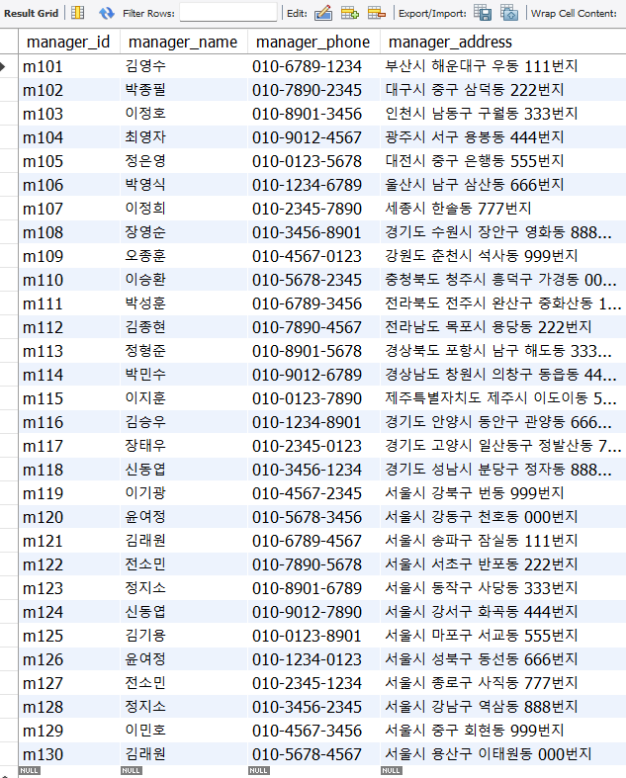 Result Grid Filter Rows: Edit: Export/Import: Wrap Cell Content:
manager_id manager_name manager_phone manager_address
m101 김영수 010-6789-1234 부산시 해운대구 우동 111번지
m102 박종필 010-7890-2345 대구시 중구 삼덕동 222번지
m103 이정호 010-8901-3456 인천시 남동구 구월동 333번지
m104 최영자 010-9012-4567 광주시 서구 용봉동 444번지
m105 정은영 010-0123-5678 대전시 중구 은행동 555번지
m106 박영식 010-1234-6789 울산시 남구 삼산동 666번지
m107 이정희 010-2345-7890 세종시 한솔동 777번지
m108 장영순 010-3456-8901 경기도 수원시 장안구 영화동 888...
m109 오종훈 010-4567-0123 강원도 춘천시 석사동 999번지
m110 이승환 010-5678-2345 충청북도 청주시 흥덕구 가경동 00...
m111 박성훈 010-6789-3456 전라북도 전주시 완산구 중화산동 1...
m112 김종현 010-7890-4567 전라남도 목포시 용당동 222번지
m113 정형준 010-8901-5678 경상북도 포항시 남구 해도동 333...
m114 박민수 010-9012-6789 경상남도 창원시 의창구 동읍동 44...
m115 이지훈 010-0123-7890 제주특별자치도 제주시 이도이동 5...
m116 김승우 010-1234-8901 경기도 안양시 동안구 관양동 666...
m117 장태우 010-2345-0123 경기도 고양시 일산동구 정발산동 7...
m118 신동엽 010-3456-1234 경기도 성남시 분당구 정자동 888...
m119 이기광 010-4567-2345 서울시 강북구 번동 999번지
m120 윤여정 010-5678-3456 서울시 강동구 천호동 000번지
m121 김래원 010-6789-4567 서울시 송파구 잠실동 111번지
m122 전소민 010-7890-5678 서울시 서초구 반포동 222번지
m123 정지소 010-8901-6789 서울시 동작구 사당동 333번지
m124 신동엽 010-9012-7890 서울시 강서구 화곡동 444번지
m125 김기용 010-0123-8901 서울시 마포구 서교동 555번지
m126 윤여정 010-1234-0123 서울시 성북구 동선동 666번지
m127 전소민 010-2345-1234 서울시 종로구 사직동 777번지
m128 정지소 010-3456-2345 서울시 강남구 역삼동 888번지
m129 이민호 010-4567-3456 서울시 중구 회현동 999번지
m130 김래원 010-5678-4567 서울시 용산구 이태원동 000번지
NULL NULL NULL NULL